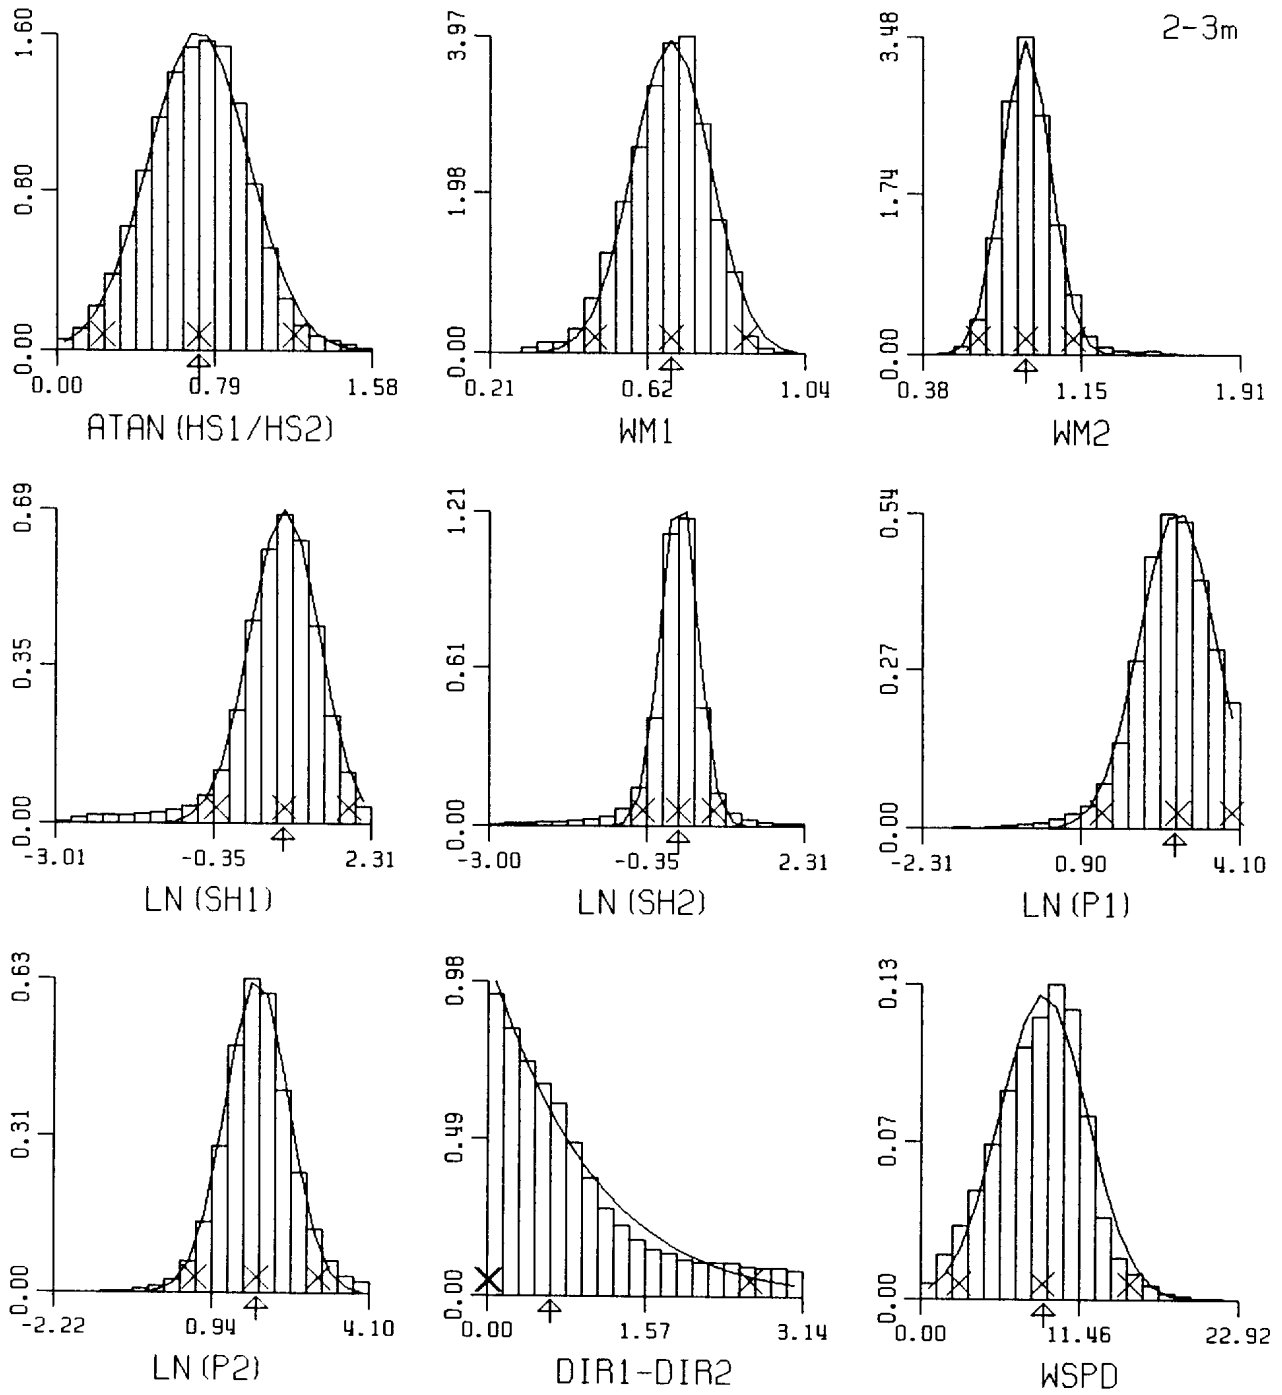 2-3m
1.60
0.80
0.00
0.00 0.79 1.58
ATAN(HS1/HS2)
3.97
1.98
0.00
0.21 0.62 1.04
WM1
3.48
1.74
0.00
0.38 1.15 1.91
WM2
0.69
0.35
0.00
-3.01 -0.35 2.31
LN(SH1)
1.21
0.61
0.00
-3.00 -0.35 2.31
LN(SH2)
0.54
0.27
0.00
-2.31 0.90 4.10
LN(P1)
0.63
0.31
0.00
-2.22 0.94 4.10
LN(P2)
0.98
0.49
0.00
0.00 1.57 3.14
DIR1-DIR2
0.13
0.07
0.00
0.00 11.46 22.92
WSPD